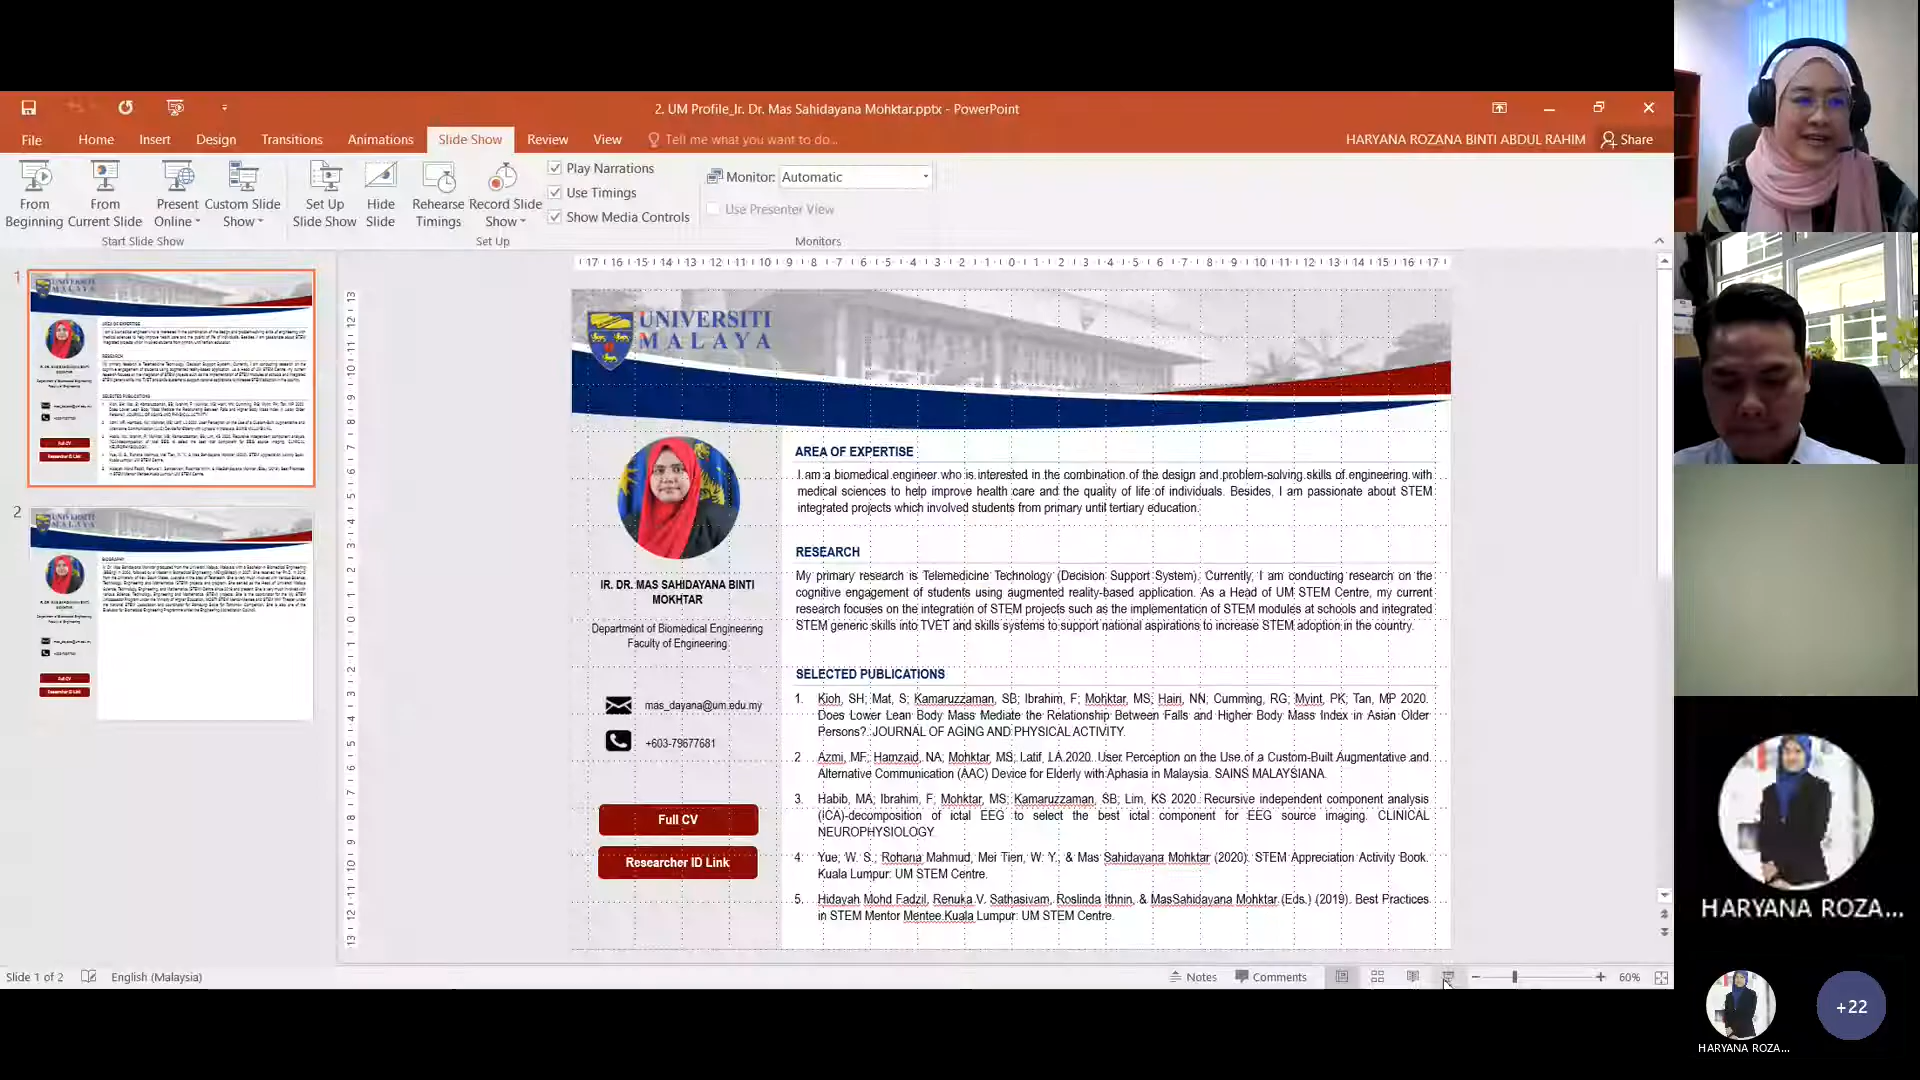 2. UM Profile_Ir. Dr. Mas Sahidayana Mohktar.pptx - PowerPoint
File Home Insert Design Transitions Animations Slide Show Review View Tell me what you want to do... HARYANA ROZANA BINTI ABDUL RAHIM Share
From Beginning
From Current Slide
Present Online
Custom Slide Show
Set Up Slide Show
Hide Slide
Rehearse Timings
Record Slide Show
Play Narrations
Use Timings
Show Media Controls
Monitor: Automatic
Use Presenter View
Start Slide Show
Set Up
Monitors
1
2
UNIVERSITI
MALAYA
IR. DR. MAS SAHIDAYANA BINTI
MOKHTAR
Department of Biomedical Engineering
Faculty of Engineering
mas_dayana@um.edu.my
+603-79677681
Full CV
Researcher ID Link
AREA OF EXPERTISE
I am a biomedical engineer who is interested in the combination of the design and problem-solving skills of engineering with
medical sciences to help improve health care and the quality of life of individuals. Besides, I am passionate about STEM
integrated projects which involved students from primary until tertiary education.
RESEARCH
My primary research is Telemedicine Technology (Decision Support System). Currently, I am conducting research on the
cognitive engagement of students using augmented reality-based application. As a Head of UM STEM Centre, my current
research focuses on the integration of STEM projects such as the implementation of STEM modules at schools and integrated
STEM generic skills into TVET and skills systems to support national aspirations to increase STEM adoption in the country.
SELECTED PUBLICATIONS
1. Kioh, SH; Mat, S; Kamaruzzaman, SB; Ibrahim, F; Mohktar, MS; Hairi, NN; Cumming, RG; Myint, PK; Tan, MP 2020.
Does Lower Lean Body Mass Mediate the Relationship Between Falls and Higher Body Mass Index in Asian Older
Persons?. JOURNAL OF AGING AND PHYSICAL ACTIVITY.
2 Azmi, MF; Hamzaid, NA; Mohktar, MS; Latif, LA.2020. User Perception on the Use of a Custom-Built Augmentative and
Alternative Communication (AAC) Device for Elderly with Aphasia in Malaysia. SAINS MALAYSIANA.
3. Habib, MA; Ibrahim, F; Mohktar, MS; Kamaruzzaman, SB; Lim, KS 2020. Recursive independent component analysis
(ICA)-decomposition of ictal EEG to select the best ictal component for EEG source imaging. CLINICAL
NEUROPHYSIOLOGY
4. Yue, W. S., Rohana Mahmud, Mei Tien, W. Y., & Mas Sahidayana Mohktar (2020). STEM Appreciation Activity Book.
Kuala Lumpur: UM STEM Centre.
5. Hidayah Mohd Fadzil, Renuka V. Sathasivam, Roslinda Ithnin, & MasSahidayana Mohktar.(Eds.) (2019). Best Practices
in STEM Mentor Mentee.Kuala Lumpur: UM STEM Centre.
Slide 1 of 2 English (Malaysia) Notes Comments 60%
HARYANA ROZA...
HARYANA ROZA...
+22